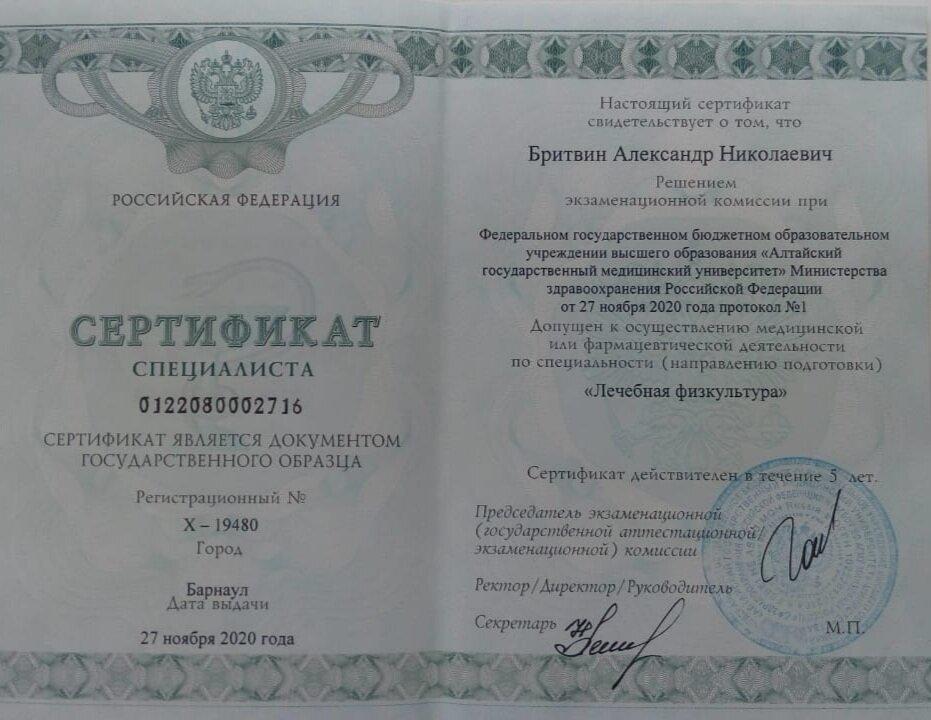 РОССИЙСКАЯ ФЕДЕРАЦИЯ
СЕРТИФИКАТ
СПЕЦИАЛИСТА
0122080002716
СЕРТИФИКАТ ЯВЛЯЕТСЯ ДОКУМЕНТОМ
ГОСУДАРСТВЕННОГО ОБРАЗЦА
Регистрационный №
Х – 19480
Город
Барнаул
Дата выдачи
27 ноября 2020 года
Настоящий сертификат
свидетельствует о том, что
Бритвин Александр Николаевич
Решением
экзаменационной комиссии при
Федеральном государственном бюджетном образовательном
учреждении высшего образования «Алтайский
государственный медицинский университет» Министерства
здравоохранения Российской Федерации
от 27 ноября 2020 года протокол №1
Допущен к осуществлению медицинской
или фармацевтической деятельности
по специальности (направлению подготовки)
«Лечебная физкультура»
Сертификат действителен в течение 5 лет.
Председатель экзаменационной
(государственной аттестационной/
экзаменационной) комиссии
Ректор/Директор/Руководитель
Секретарь
М.П.